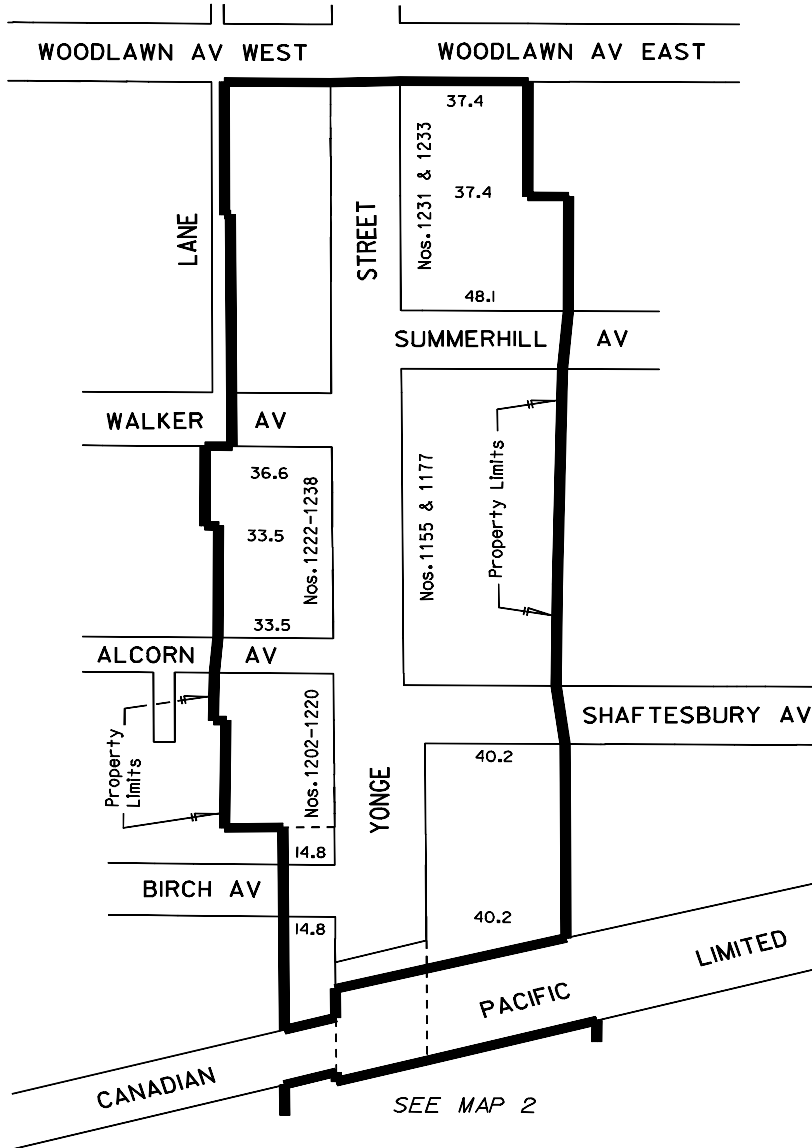 WOODLAWN AV WEST
WOODLAWN AV EAST
37.4
Nos.1231 & 1233
37.4
LANE
STREET
48.1
SUMMERHILL AV
WALKER AV
36.6
Nos.1222-1238
33.5
33.5
Nos.1155 & 1177
Property Limits
ALCORN AV
SHAFTESBURY AV
Property
Limits
Nos.1202-1220
YONGE
40.2
14.8
BIRCH AV
14.8
40.2
CANADIAN PACIFIC LIMITED
SEE MAP 2